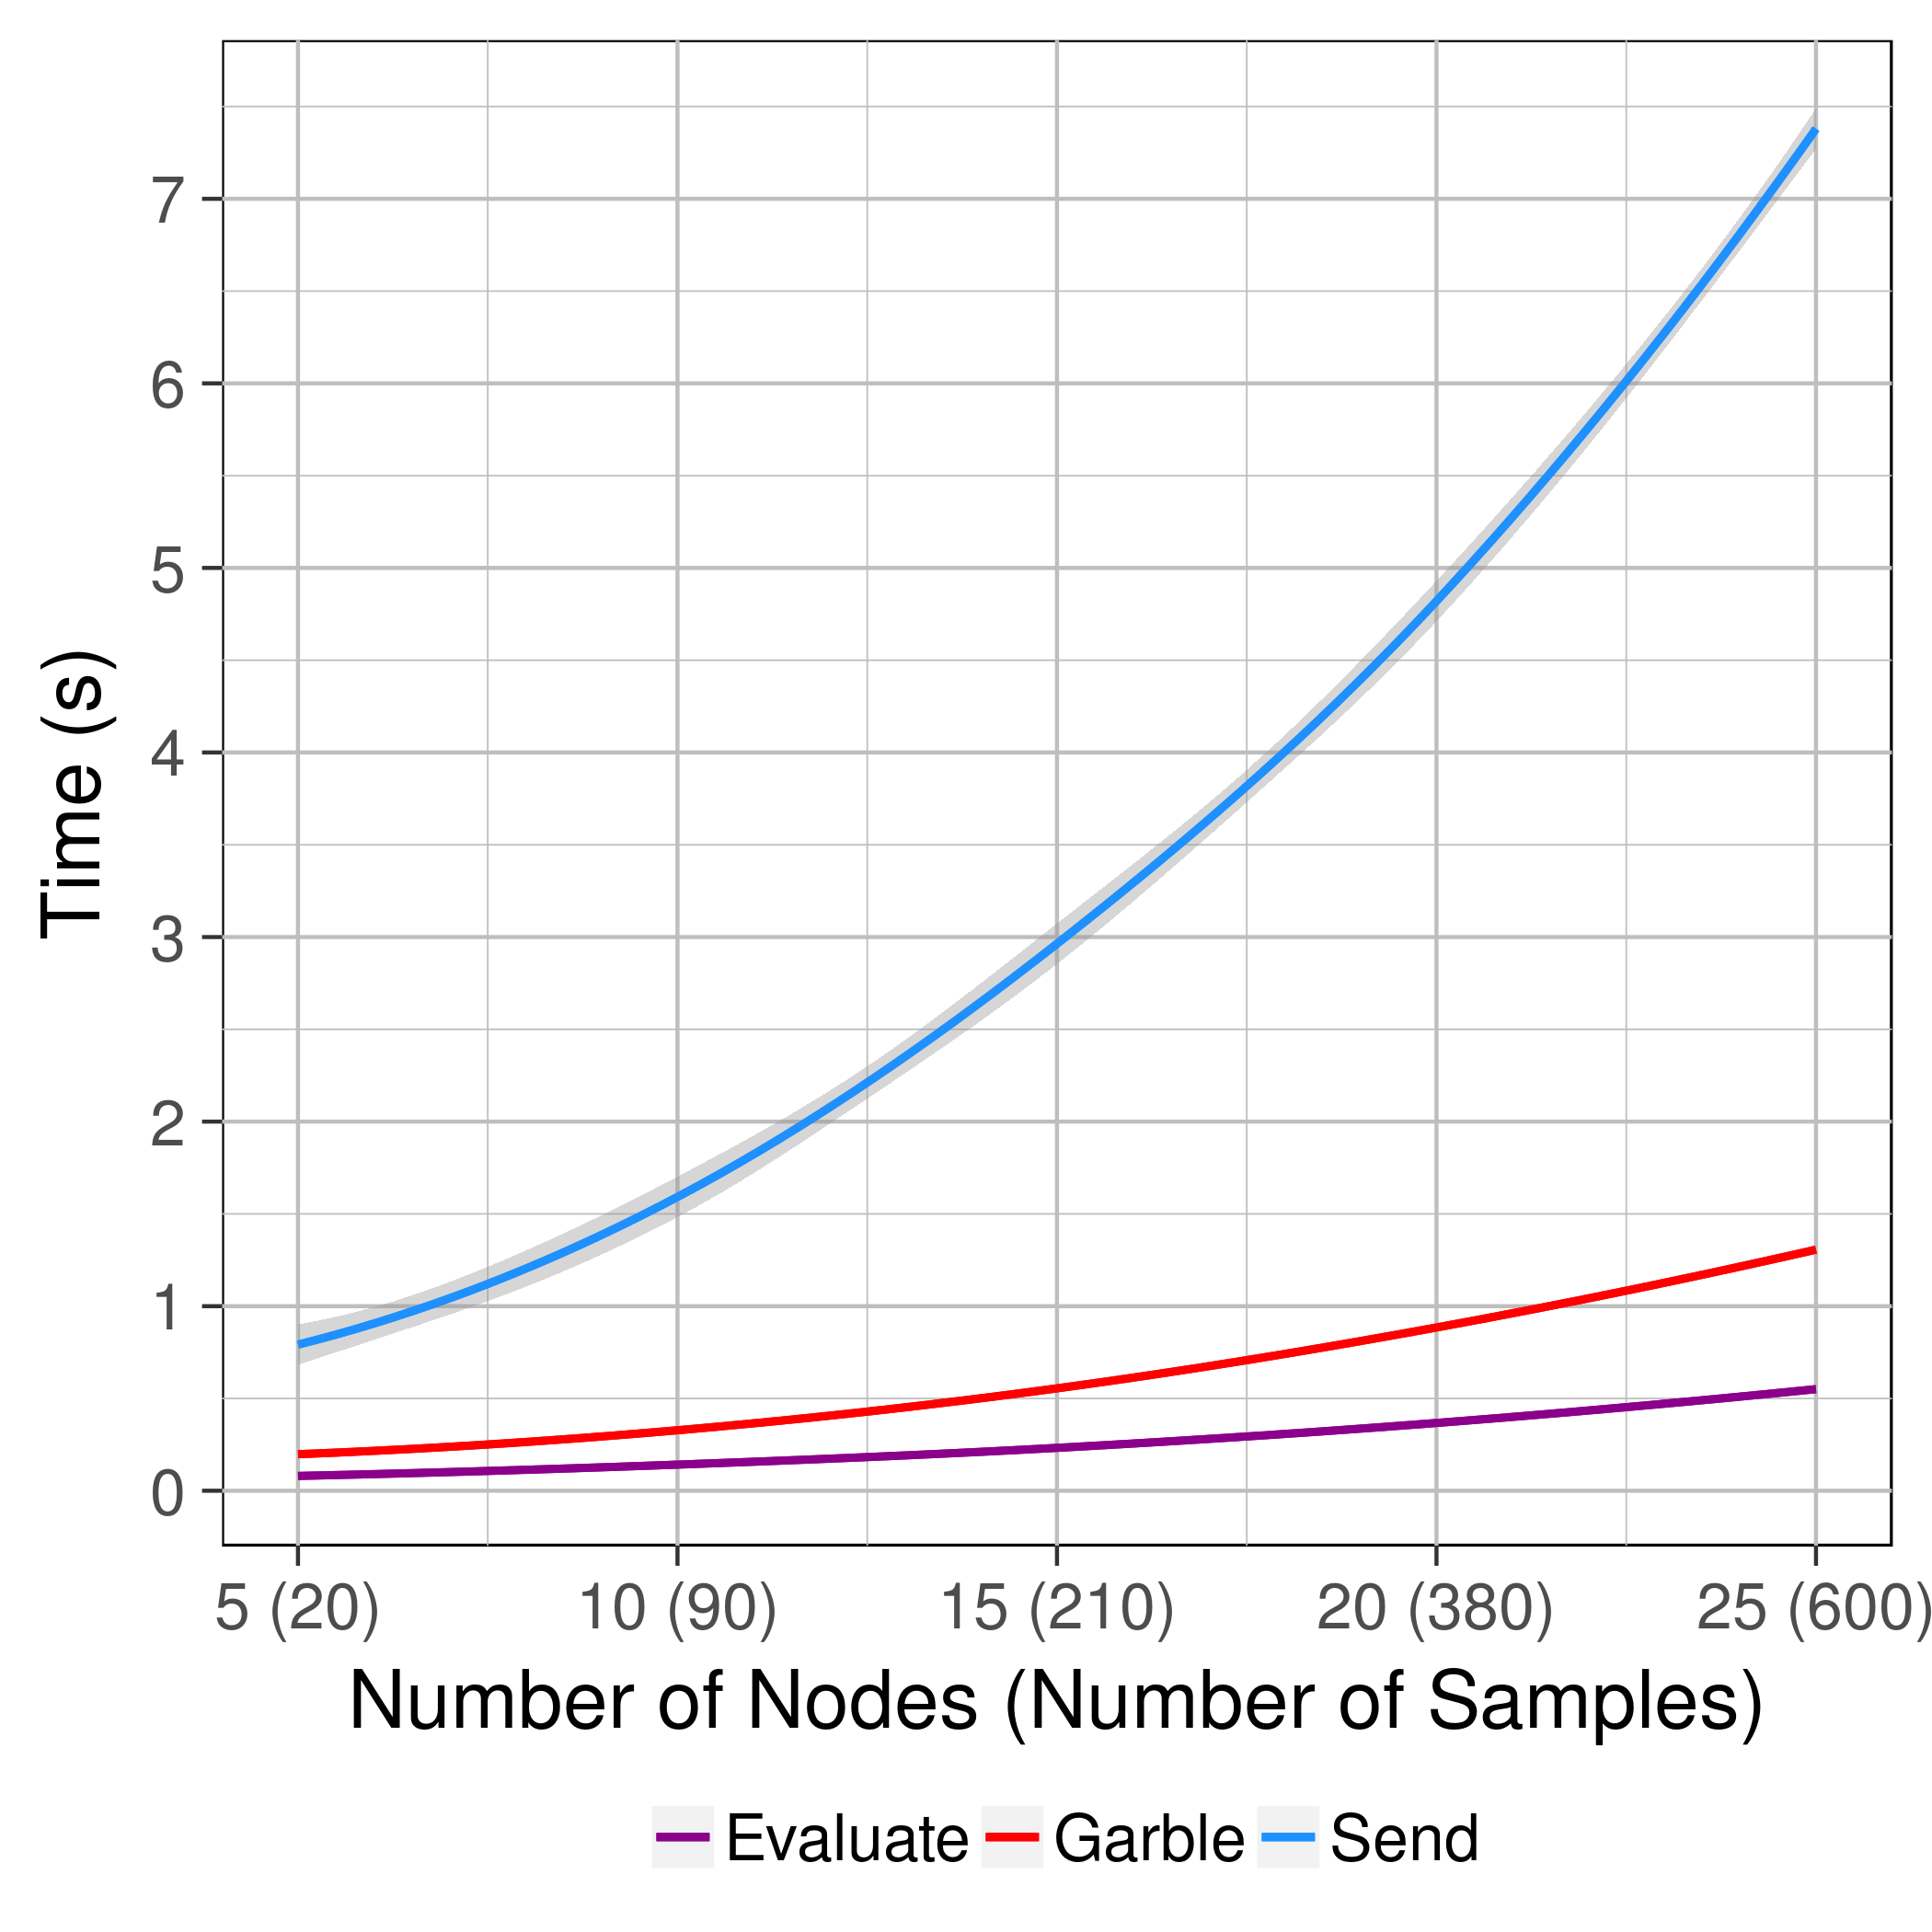 Time (s)
7
6
5
4
3
2
1
0
5 (20) 10 (90) 15 (210) 20 (380) 25 (600)
Number of Nodes (Number of Samples)
Evaluate Garble Send